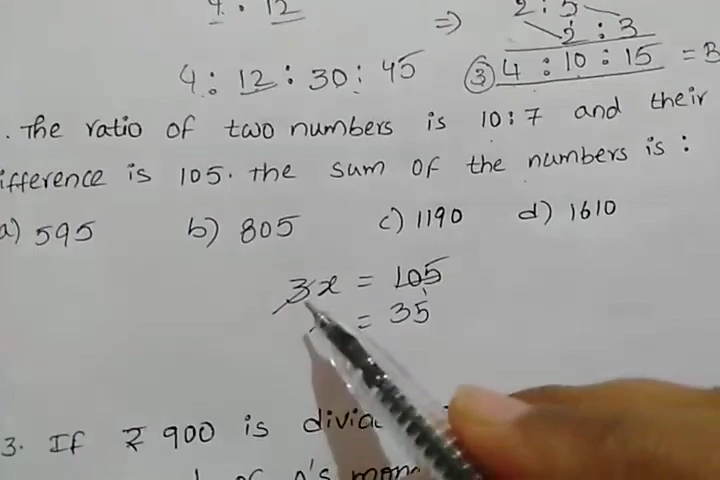 4 : 12
=> 2 : 5
2 : 3
4 : 12 : 30 : 45
③ 4 : 10 : 15 = B
. The ratio of two numbers is 10:7 and their
ifference is 105. The sum of the numbers is :
a) 595 b) 805 c) 1190 d) 1610
3x = 105
= 35
3. If ₹ 900 is